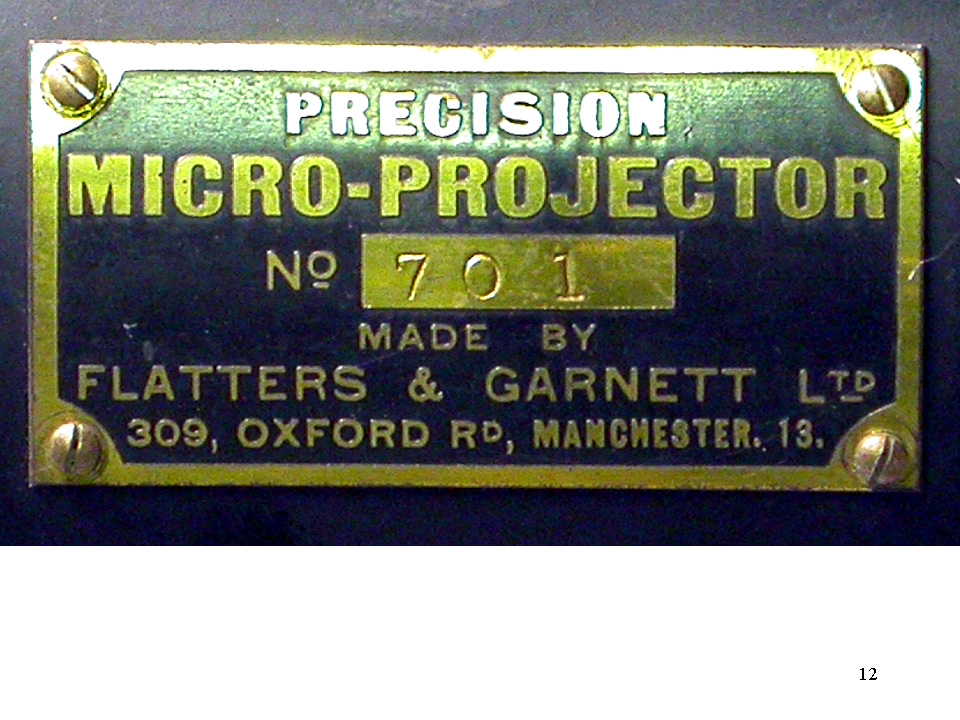 PRECISION
MICRO-PROJECTOR
No 701
MADE BY
FLATTERS & GARNETT LTD
309, OXFORD RD, MANCHESTER. 13.
12